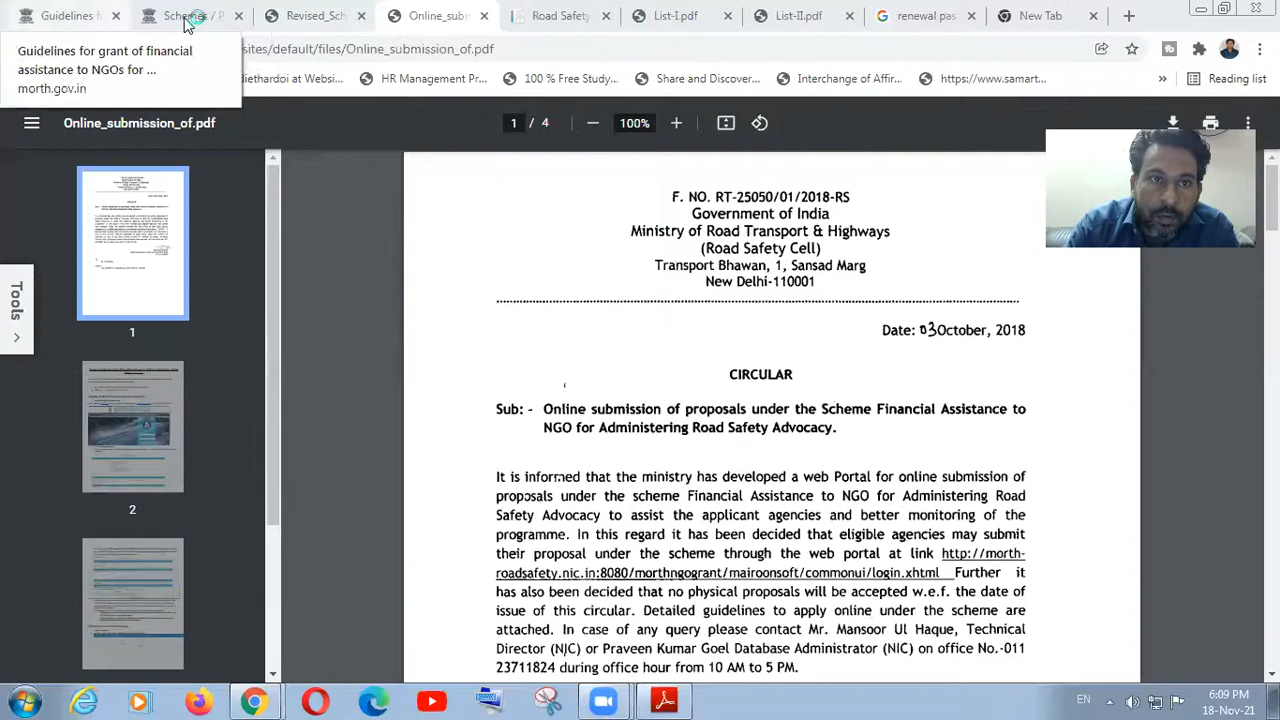 Guidelines f
Schemes / P
Revised_Sch
Online_subm
Road Safety
List-I.pdf
List-II.pdf
renewal pas
New Tab
Guidelines for grant of financial
assistance to NGOs for ...
morth.gov.in
sites/default/files/Online_submission_of.pdf
diethardoi at Websi...
HR Management Pr...
100 % Free Study...
Share and Discover...
Interchange of Affir...
https://www.samart...
»
Reading list
Online_submission_of.pdf
1 / 4
100%
Pods
1
2
F. NO. RT-25050/01/2018-RS
Government of India
Ministry of Road Transport & Highways
(Road Safety Cell)
Transport Bhawan, 1, Sansad Marg
New Delhi-110001
Date: 03October, 2018
CIRCULAR
Sub: - Online submission of proposals under the Scheme Financial Assistance to
NGO for Administering Road Safety Advocacy.
It is informed that the ministry has developed a web Portal for online submission of
proposals under the scheme Financial Assistance to NGO for Administering Road
Safety Advocacy to assist the applicant agencies and better monitoring of the
programme. In this regard it has been decided that eligible agencies may submit
their proposal under the scheme through the web portal at link http://morth-
roadsafety.nic.in:8080/morthngogrant/mairoonsoft/commonui/login.xhtml Further it
has also been decided that no physical proposals will be accepted w.e.f. the date of
issue of this circular. Detailed guidelines to apply online under the scheme are
attached. In case of any query please contact Mr. Mansoor Ul Haque, Technical
Director (NIC) or Praveen Kumar Goel Database Administrator (NIC) on office No.-011
23711824 during office hour from 10 AM to 5 PM.
EN
6:09 PM
18-Nov-21